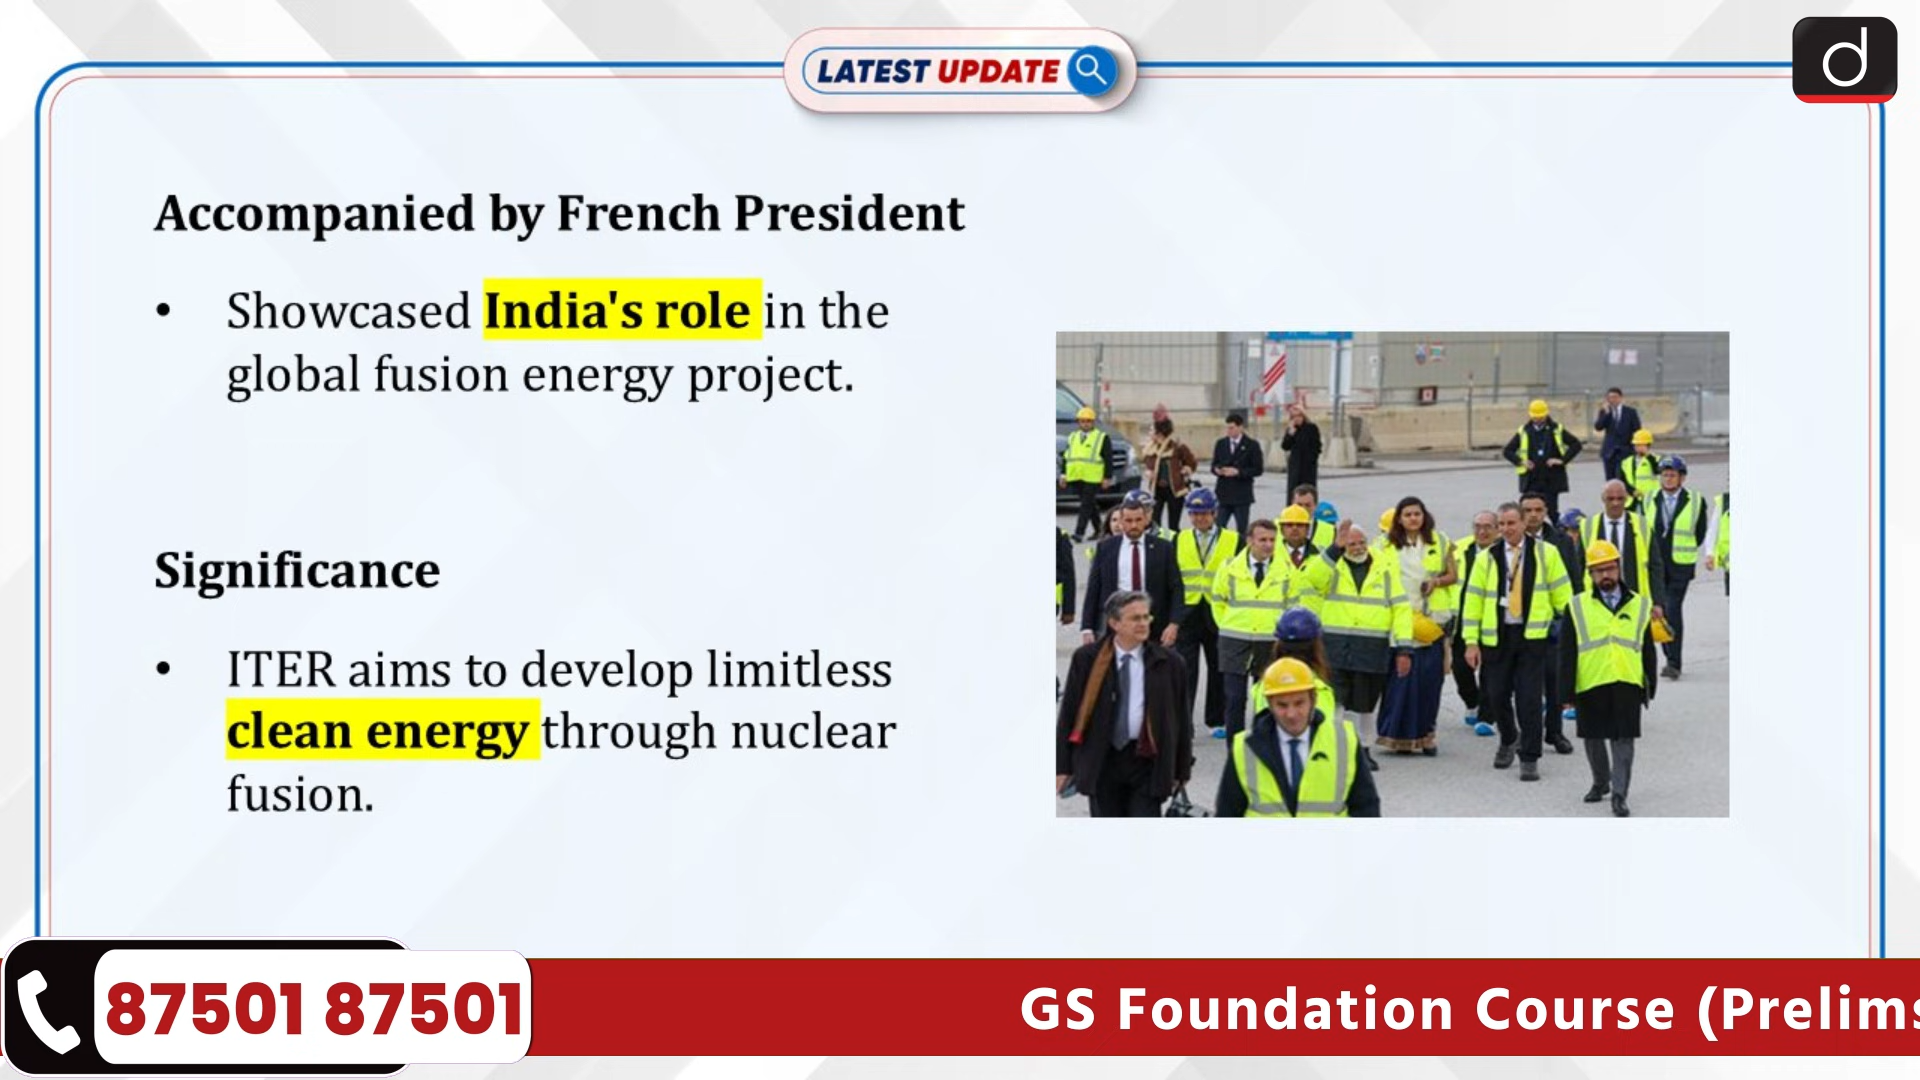 LATEST UPDATE
d
Accompanied by French President
• Showcased India's role in the
global fusion energy project.
Significance
• ITER aims to develop limitless
clean energy through nuclear
fusion.
87501 87501
GS Foundation Course (Prelims